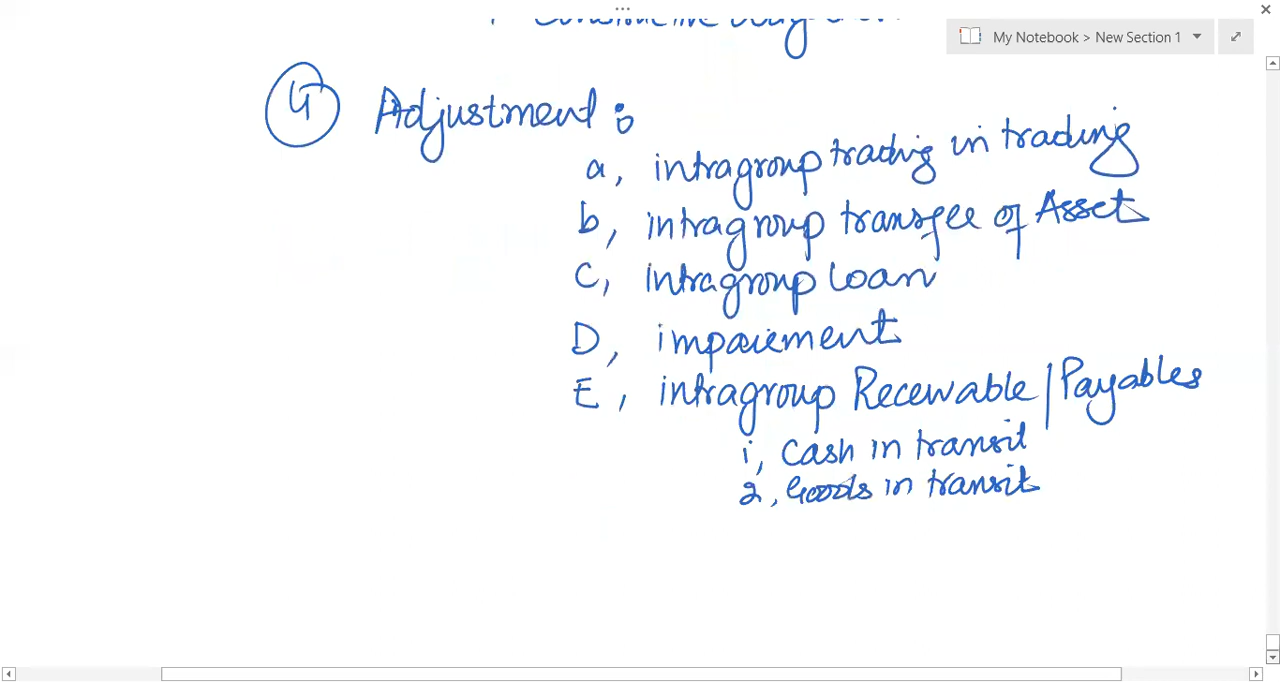 My Notebook > New Section 1
4 Adjustment :
a, intragroup trading in trading
b, intragroup transfer of Asset
C, intragroup loan
D, impairment
E, intragroup Receivable / Payables
1, Cash in transit
2, Goods in transit